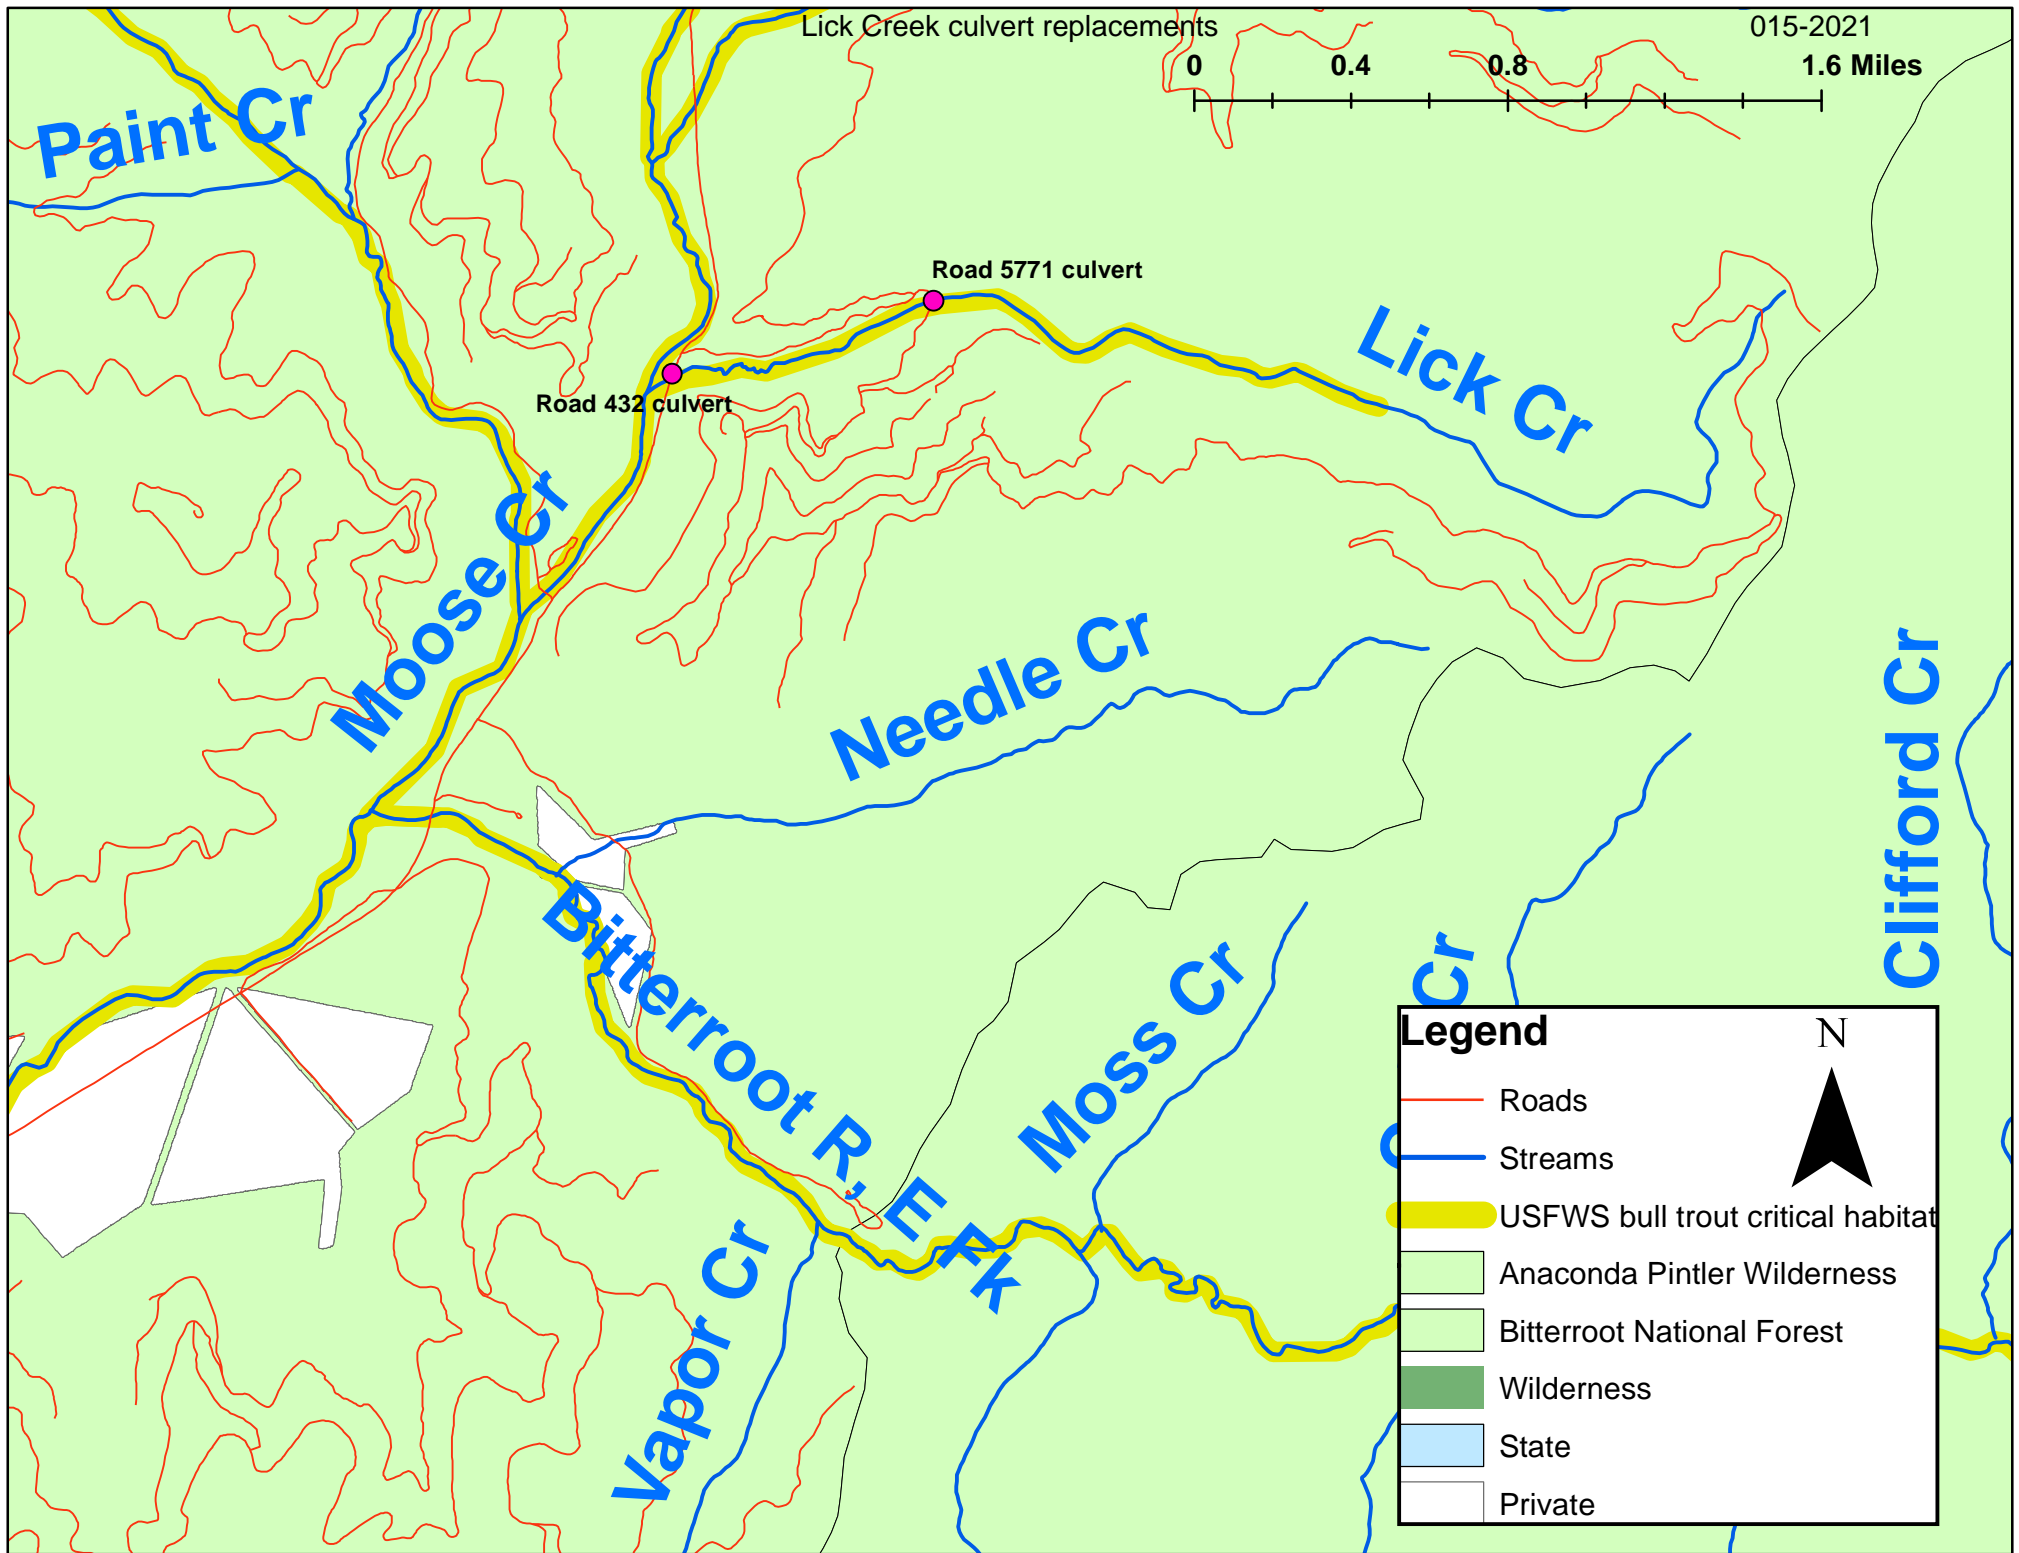 Lick Creek culvert replacements
015-2021
0 0.4 0.8 1.6 Miles
Paint Cr
Road 5771 culvert
Lick Cr
Road 432 culvert
Moose Cr
Needle Cr
Clifford Cr
Bitterroot R, E Fk
Moss Cr
Cr
Vapor Cr
Legend
N
Roads
Streams
USFWS bull trout critical habitat
Anaconda Pintler Wilderness
Bitterroot National Forest
Wilderness
State
Private